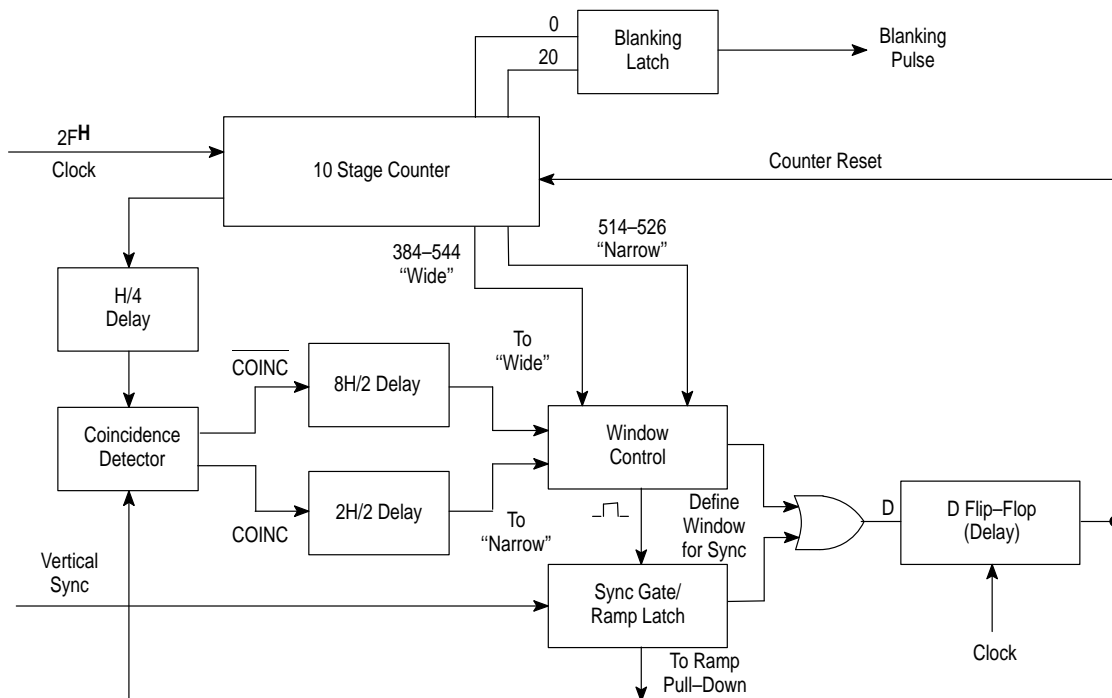 0
20
Blanking
Latch
Blanking
Pulse
2FH
Clock
10 Stage Counter
Counter Reset
384–544
“Wide”
514–526
“Narrow”
H/4
Delay
COINC
8H/2 Delay
To
“Wide”
Coincidence
Detector
Window
Control
COINC
2H/2 Delay
To
“Narrow”
Define
Window
for Sync
D
D Flip–Flop
(Delay)
Vertical
Sync
Sync Gate/
Ramp Latch
To Ramp
Pull–Down
Clock